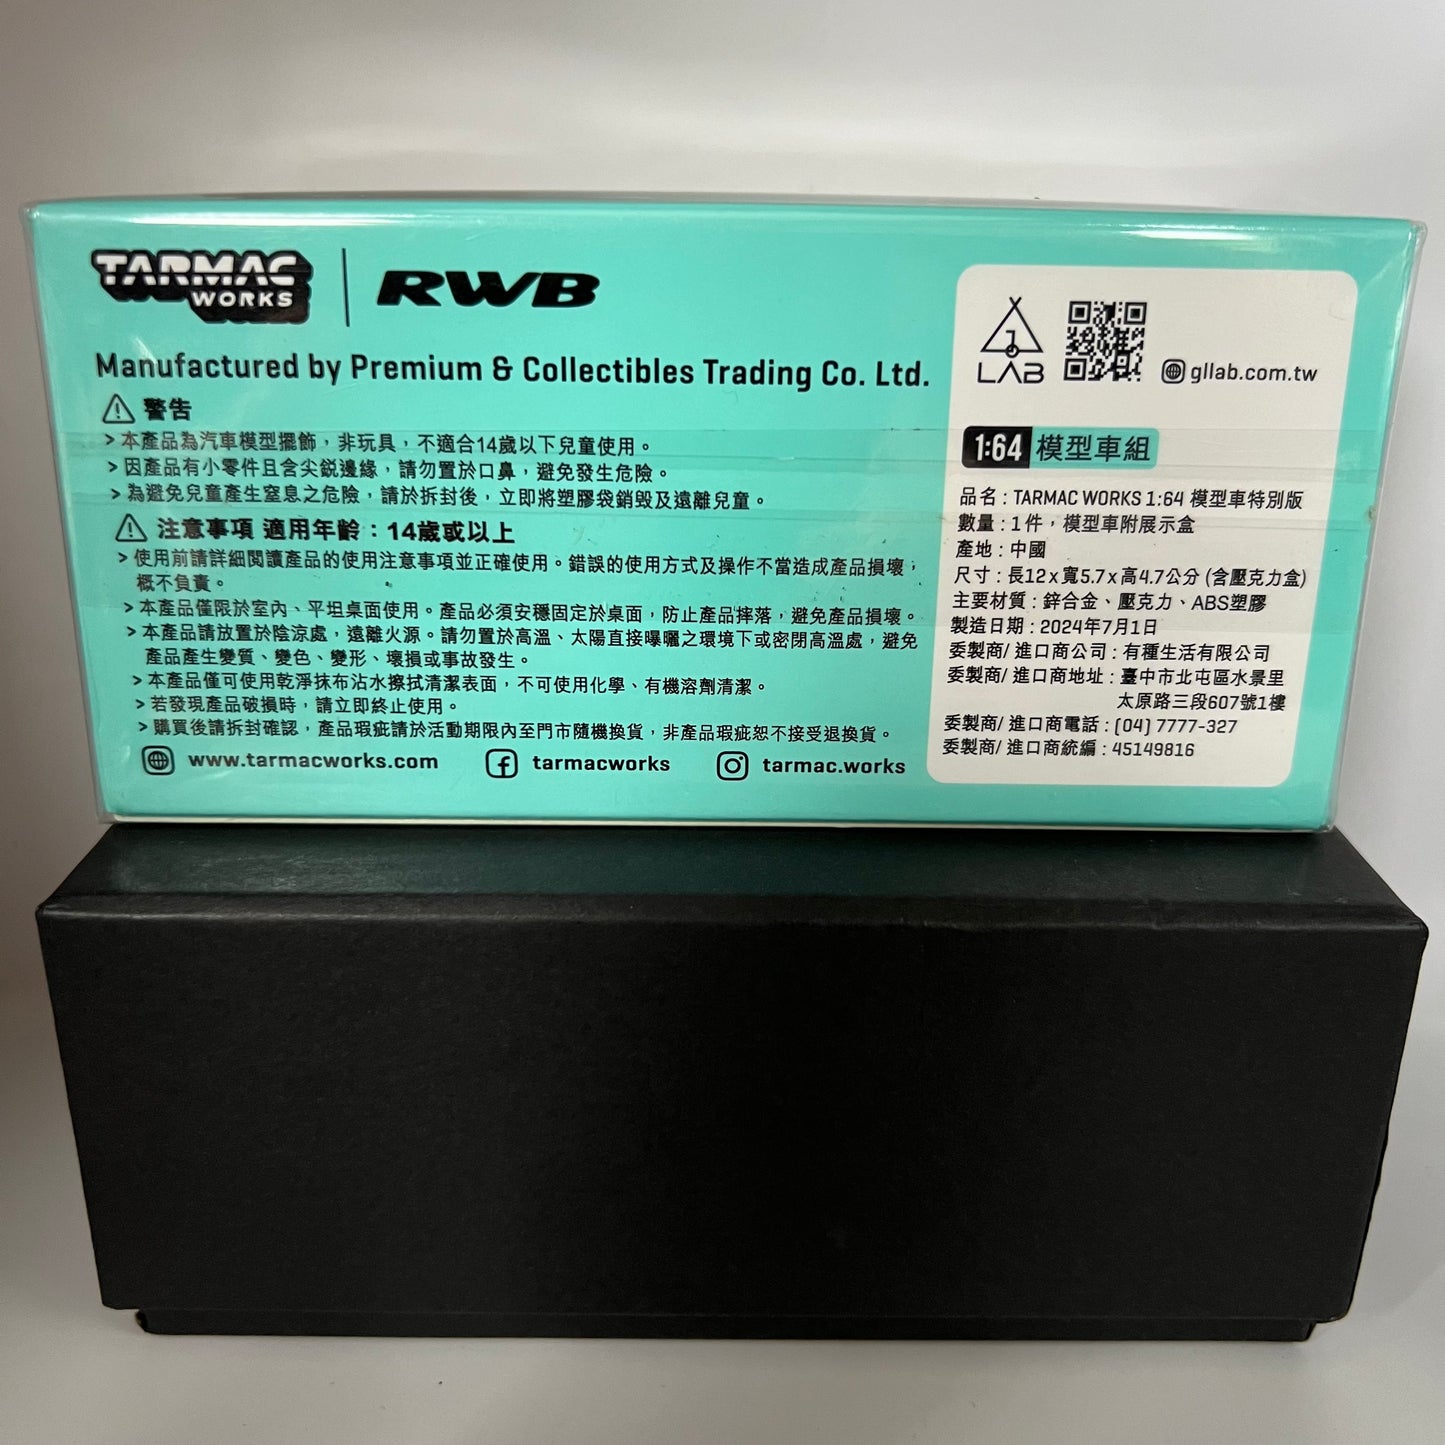 TARMAC WORKS | RWB
Manufactured by Premium & Collectibles Trading Co. Ltd.
警告
> 本產品為汽車模型擺飾，非玩具，不適合14歲以下兒童使用。
> 因產品有小零件且含尖銳邊緣，請勿置於口鼻，避免發生危險。
> 為避免兒童產生窒息之危險，請於拆封後，立即將塑膠袋銷毀及遠離兒童。
注意事項 適用年齡：14歲或以上
> 使用前請詳細閱讀產品的使用注意事項並正確使用。錯誤的使用方式及操作不當造成產品損壞，
概不負責。
> 本產品僅限於室內、平坦桌面使用。產品必須安穩固定於桌面，防止產品摔落，避免產品損壞。
> 本產品請放置於陰涼處，遠離火源。請勿置於高溫、太陽直接曝曬之環境下或密閉高溫處，避免
產品產生變質、變色、變形、壞損或事故發生。
> 本產品僅可使用乾淨抹布沾水擦拭清潔表面，不可使用化學、有機溶劑清潔。
> 若發現產品破損時，請立即終止使用。
> 購買後請拆封確認，產品瑕疵請於活動期限內至門市隨機換貨，非產品瑕疵恕不接受退換貨。
www.tarmacworks.com tarmacworks tarmac.works
LAB gllab.com.tw
1:64 模型車組
品名：TARMAC WORKS 1:64 模型車特別版
數量：1件，模型車附展示盒
產地：中國
尺寸：長12x寬5.7x高4.7公分 (含壓克力盒)
主要材質：鋅合金、壓克力、ABS塑膠
製造日期：2024年7月1日
委製商/ 進口商公司：有種生活有限公司
委製商/ 進口商地址：臺中市北屯區水景里
太原路三段607號1樓
委製商/ 進口商電話：(04) 7777-327
委製商/ 進口商統編：45149816